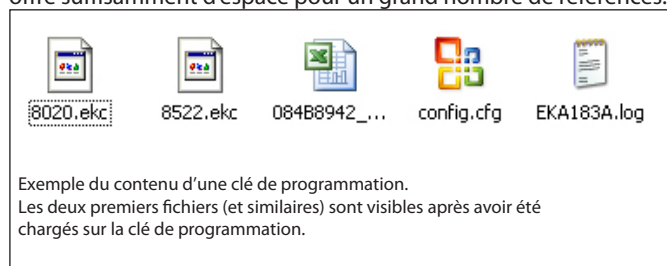 offre suffisamment d'espace pour un grand nombre de références.
8020.ekc 8522.ekc 084B8942_... config.cfg EKA183A.log
Exemple du contenu d'une clé de programmation.
Les deux premiers fichiers (et similaires) sont visibles après avoir été
chargés sur la clé de programmation.